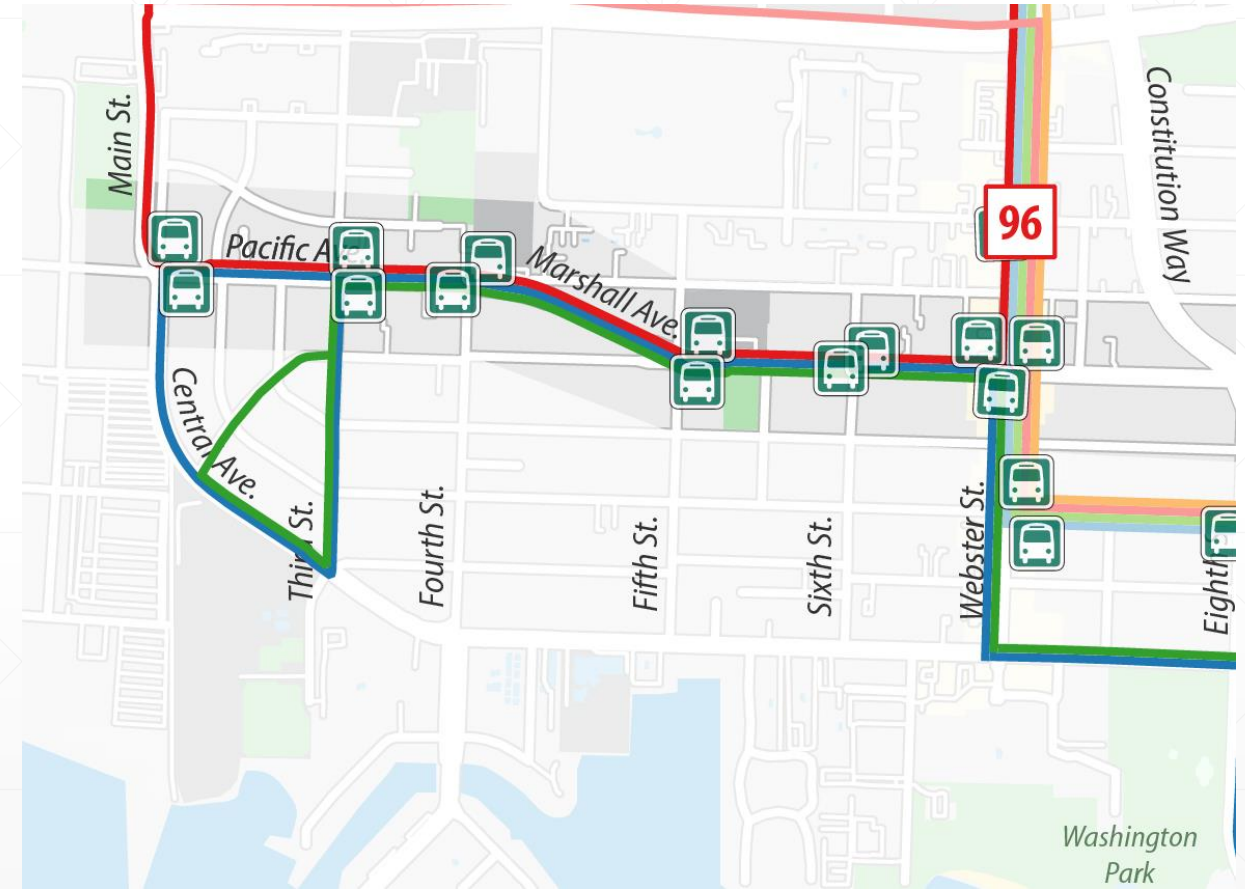 Main St.
Constitution Way
96
Pacific Ave.
Marshall Ave.
Central Ave.
Third St.
Fourth St.
Fifth St.
Sixth St.
Webster St.
Eighth
Washington
Park